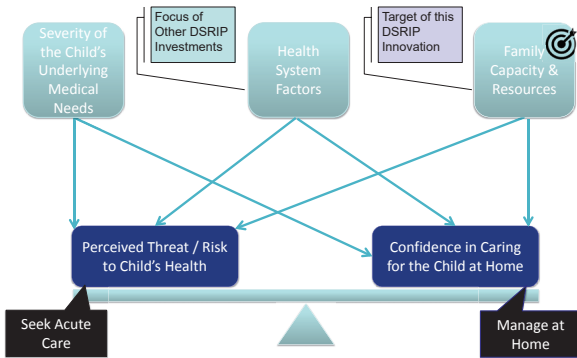 Severity of
the Child's
Underlying
Medical
Needs
Focus of
Other DSRIP
Investments
Health
System
Factors
Target of this
DSRIP
Innovation
Family
Capacity &
Resources
Perceived Threat / Risk
to Child's Health
Confidence in Caring
for the Child at Home
Seek Acute
Care
Manage at
Home